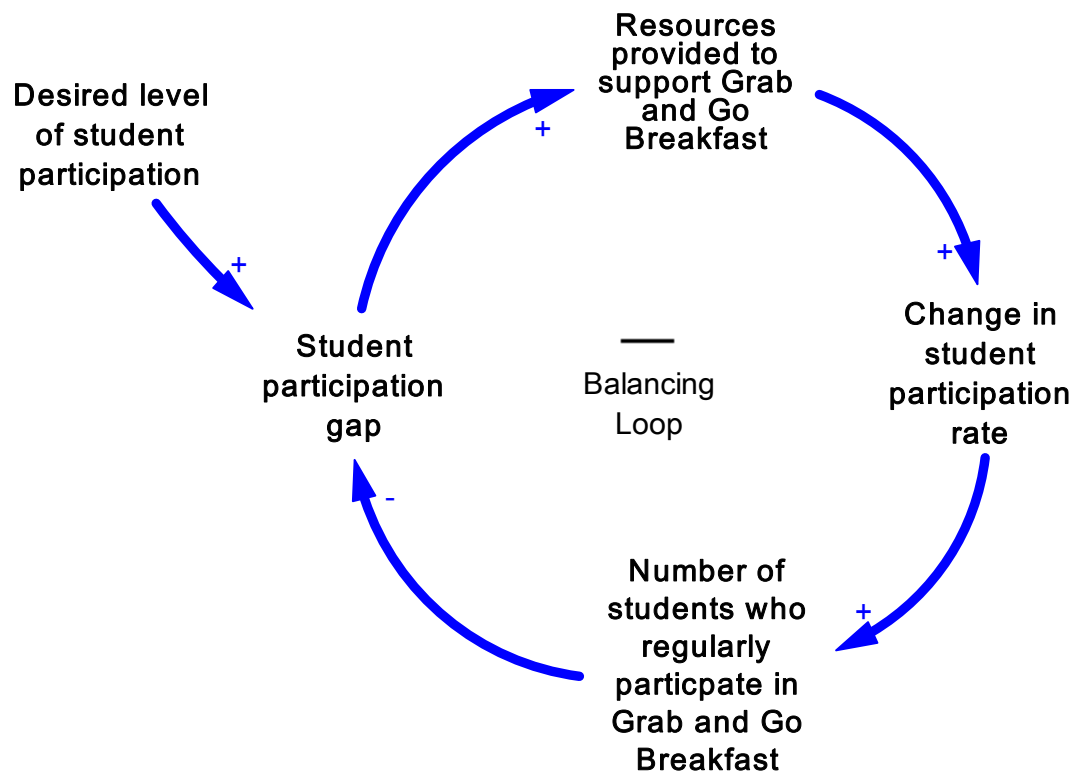 Resources
provided to
support Grab
and Go
Breakfast
Desired level
of student
participation
+
+
+
Student
participation
gap
Balancing
Loop
Change in
student
participation
rate
-
+
Number of
students who
regularly
particpate in
Grab and Go
Breakfast